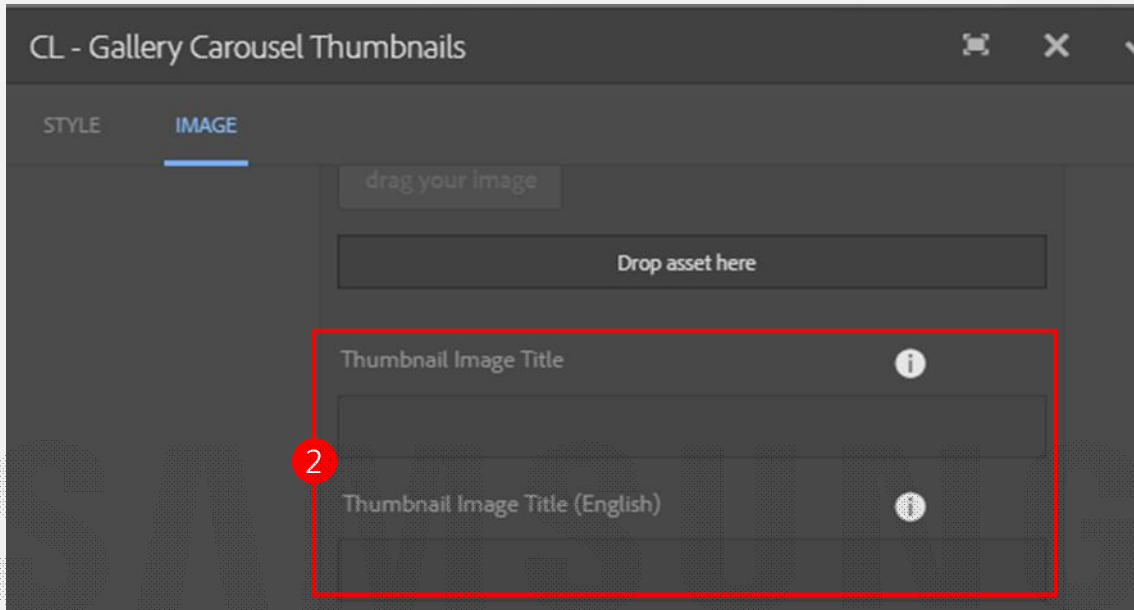 CL - Gallery Carousel Thumbnails
STYLE IMAGE
drag your image
Drop asset here
Thumbnail Image Title
2
Thumbnail Image Title (English)
SAMSUNG